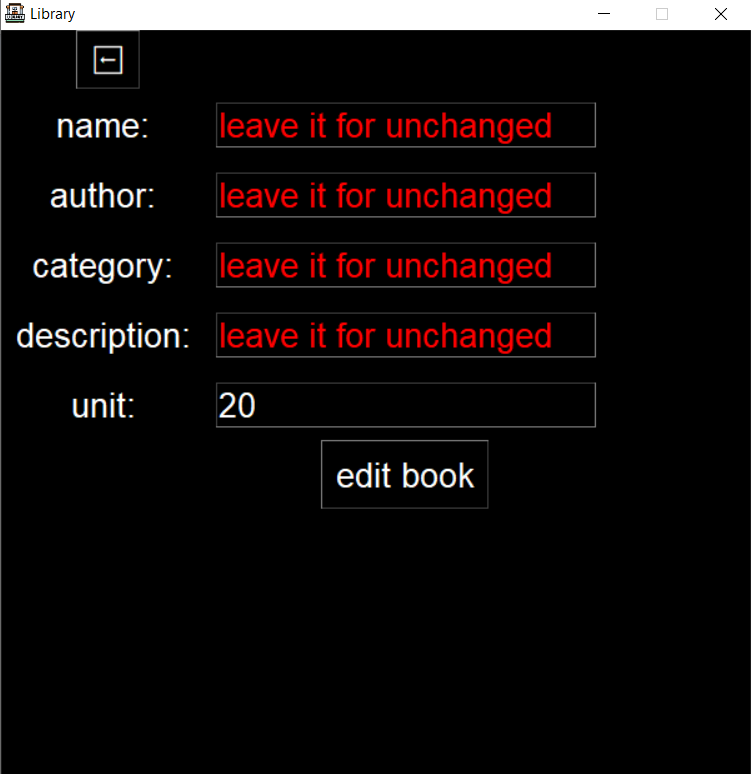 Library
name: leave it for unchanged
author: leave it for unchanged
category: leave it for unchanged
description: leave it for unchanged
unit: 20
edit book